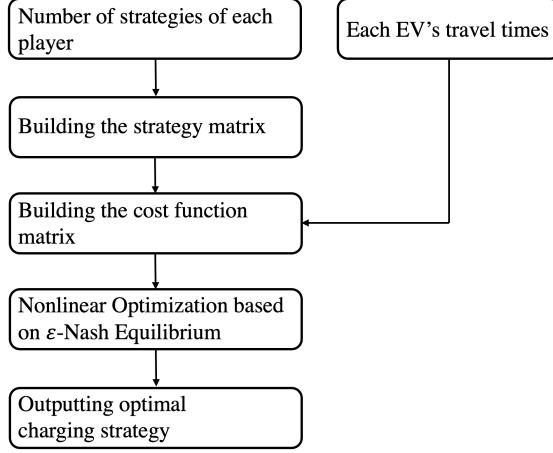 Number of strategies of each
player
Each EV's travel times
Building the strategy matrix
Building the cost function
matrix
Nonlinear Optimization based
on ε-Nash Equilibrium
Outputting optimal
charging strategy